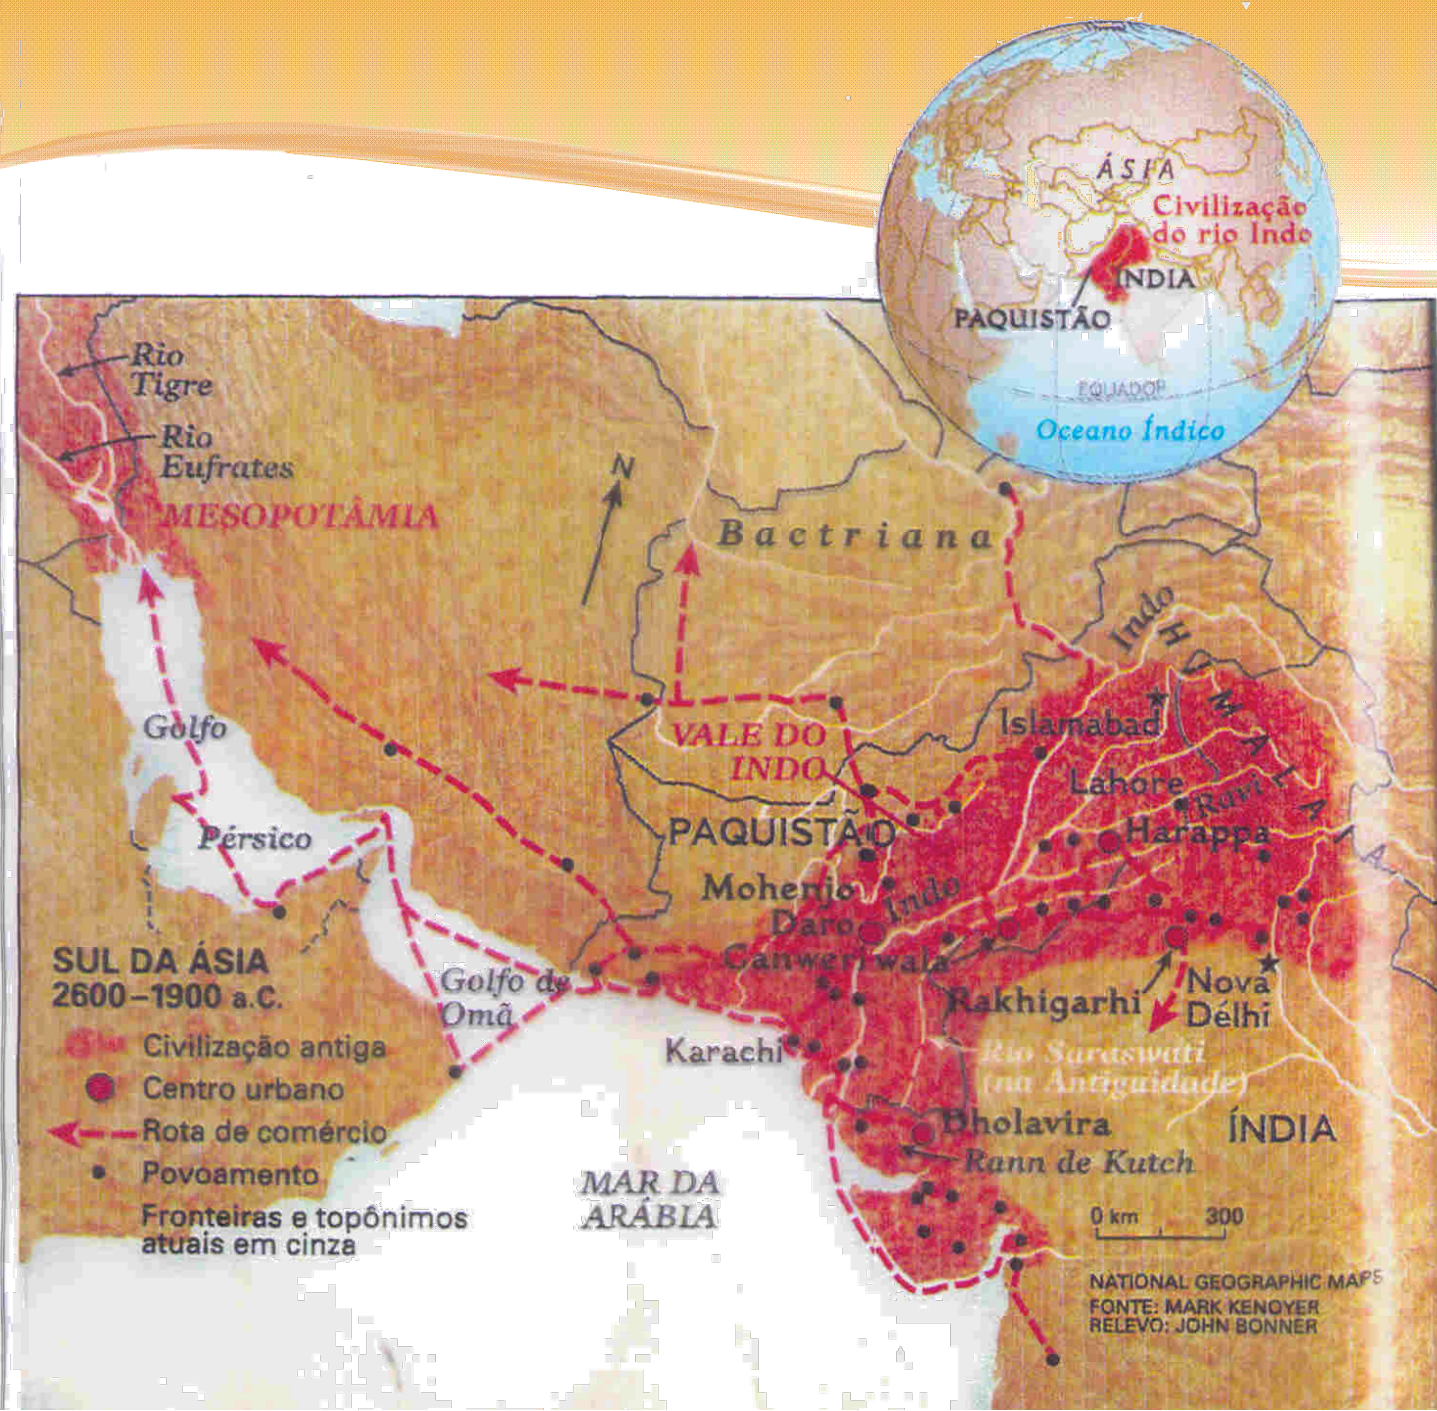 ÁSIA
Civilização
do rio Indo
ÍNDIA
PAQUISTÃO
EQUADOR
Oceano Índico
Rio
Tigre
Rio
Eufrates
MESOPOTÂMIA
N
Bactriana
Indo
HIMALAIA
Golfo
Pérsico
VALE DO
INDO
Islamabad
Lahore
Ravi
PAQUISTÃO
Harappa
Mohenjo
Daro
Indo
Ganweriwala
Golfo de
Omã
Rakhigarhi
Nova
Délhi
Karachi
Rio Saraswati
(na Antiguidade)
Dholavira
ÍNDIA
Rann de Kutch
MAR DA
ARÁBIA
SUL DA ÁSIA
2600–1900 a.C.
Civilização antiga
Centro urbano
Rota de comércio
Povoamento
Fronteiras e topônimos
atuais em cinza
0 km 300
NATIONAL GEOGRAPHIC MAPS
FONTE: MARK KENOYER
RELEVO: JOHN BONNER